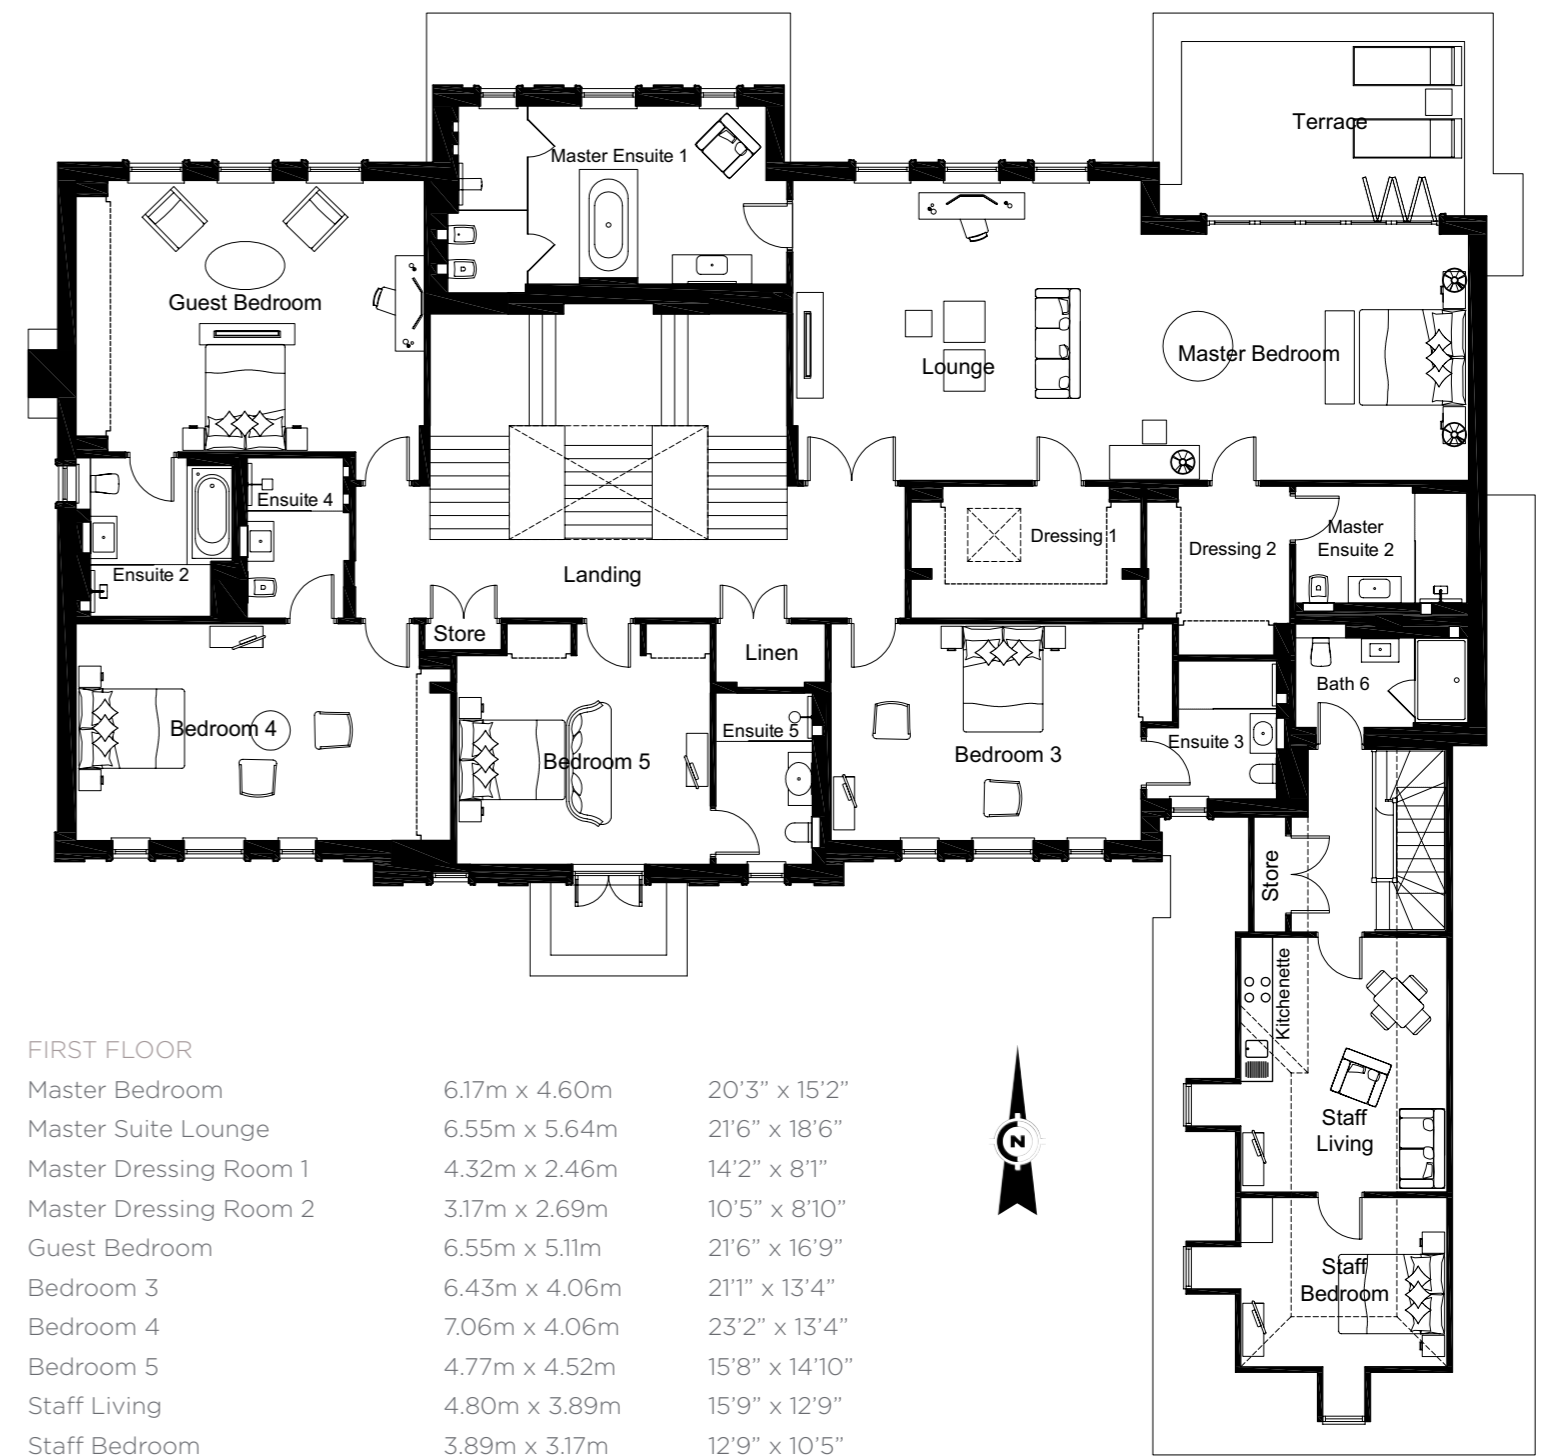 Terrace
Master Ensuite 1
Guest Bedroom
Lounge
Master Bedroom
Ensuite 4
Ensuite 2
Landing
Dressing 1
Dressing 2
Master
Ensuite 2
Store
Linen
Bath 6
Bedroom 4
Bedroom 5
Ensuite 5
Bedroom 3
Ensuite 3
Store
Kitchenette
Staff
Living
Staff
Bedroom
N
FIRST FLOOR
Master Bedroom 6.17m x 4.60m 20’3” x 15’2”
Master Suite Lounge 6.55m x 5.64m 21’6” x 18’6”
Master Dressing Room 1 4.32m x 2.46m 14’2” x 8’1”
Master Dressing Room 2 3.17m x 2.69m 10’5” x 8’10”
Guest Bedroom 6.55m x 5.11m 21’6” x 16’9”
Bedroom 3 6.43m x 4.06m 21’1” x 13’4”
Bedroom 4 7.06m x 4.06m 23’2” x 13’4”
Bedroom 5 4.77m x 4.52m 15’8” x 14’10”
Staff Living 4.80m x 3.89m 15’9” x 12’9”
Staff Bedroom 3.89m x 3.17m 12’9” x 10’5”